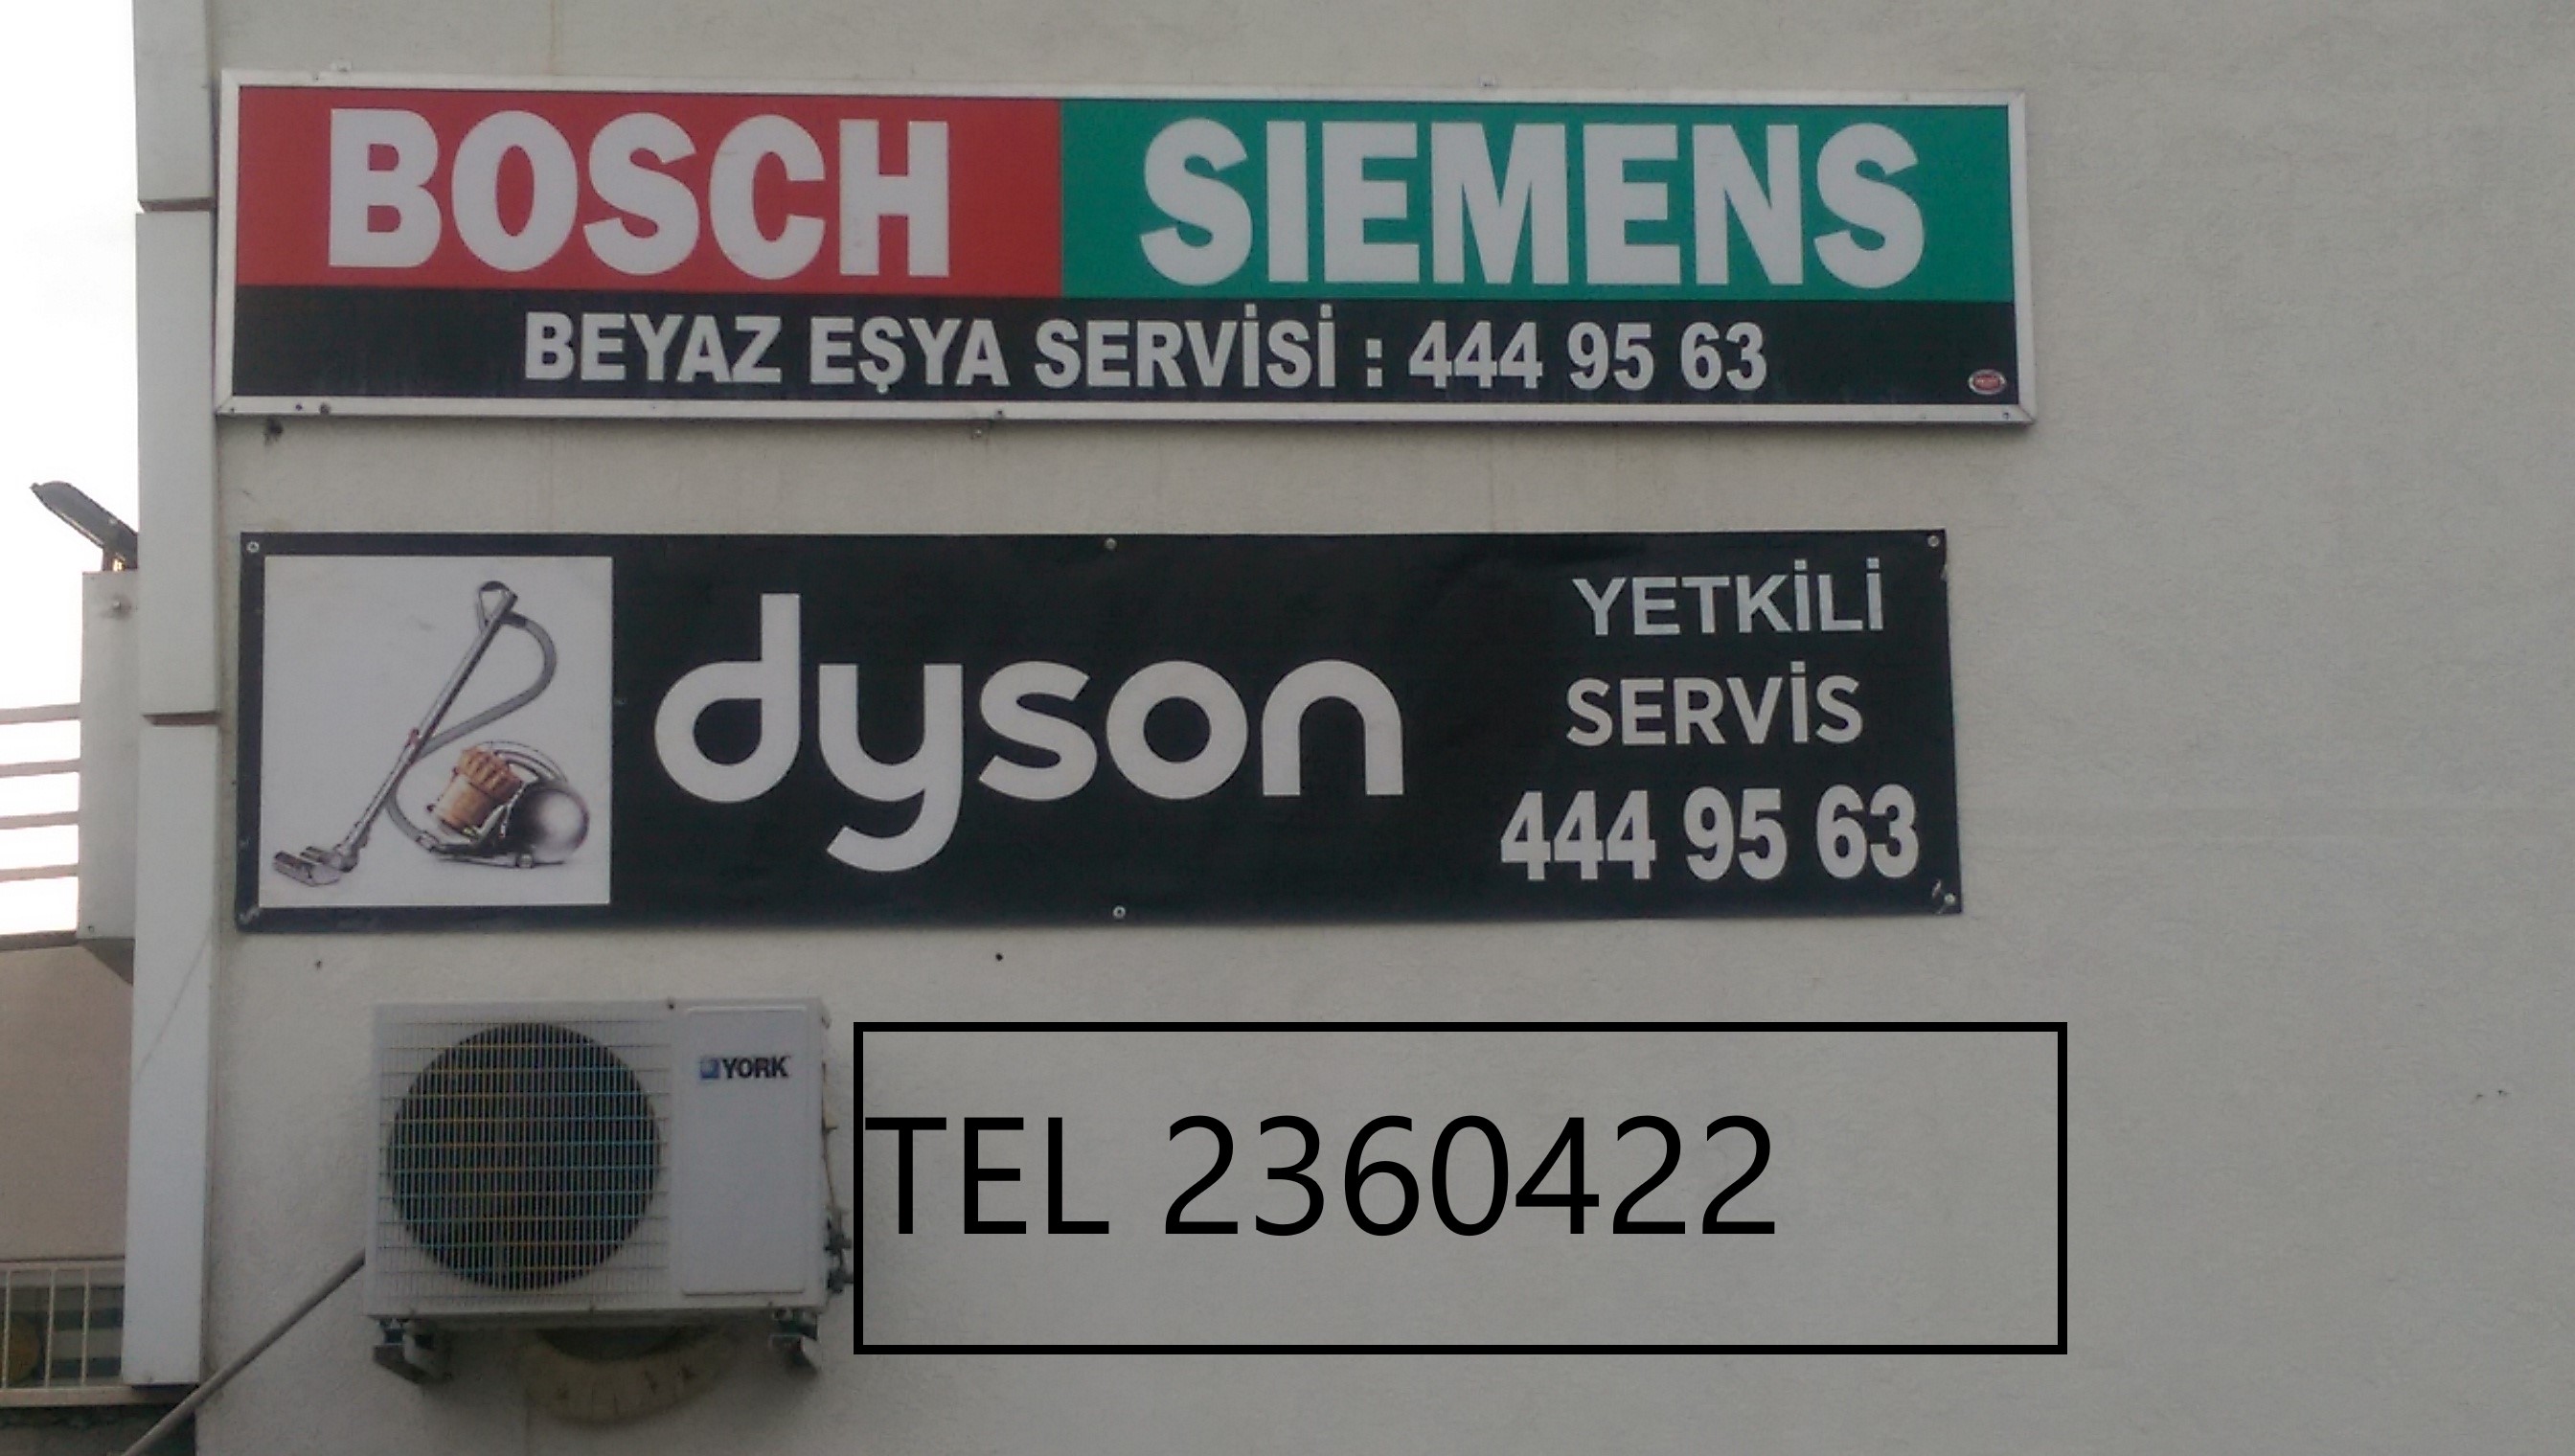 BOSCH SIEMENS
BEYAZ EŞYA SERVİSİ : 444 95 63
dyson
YETKİLİ
SERVİS
444 95 63
YORK
TEL 2360422